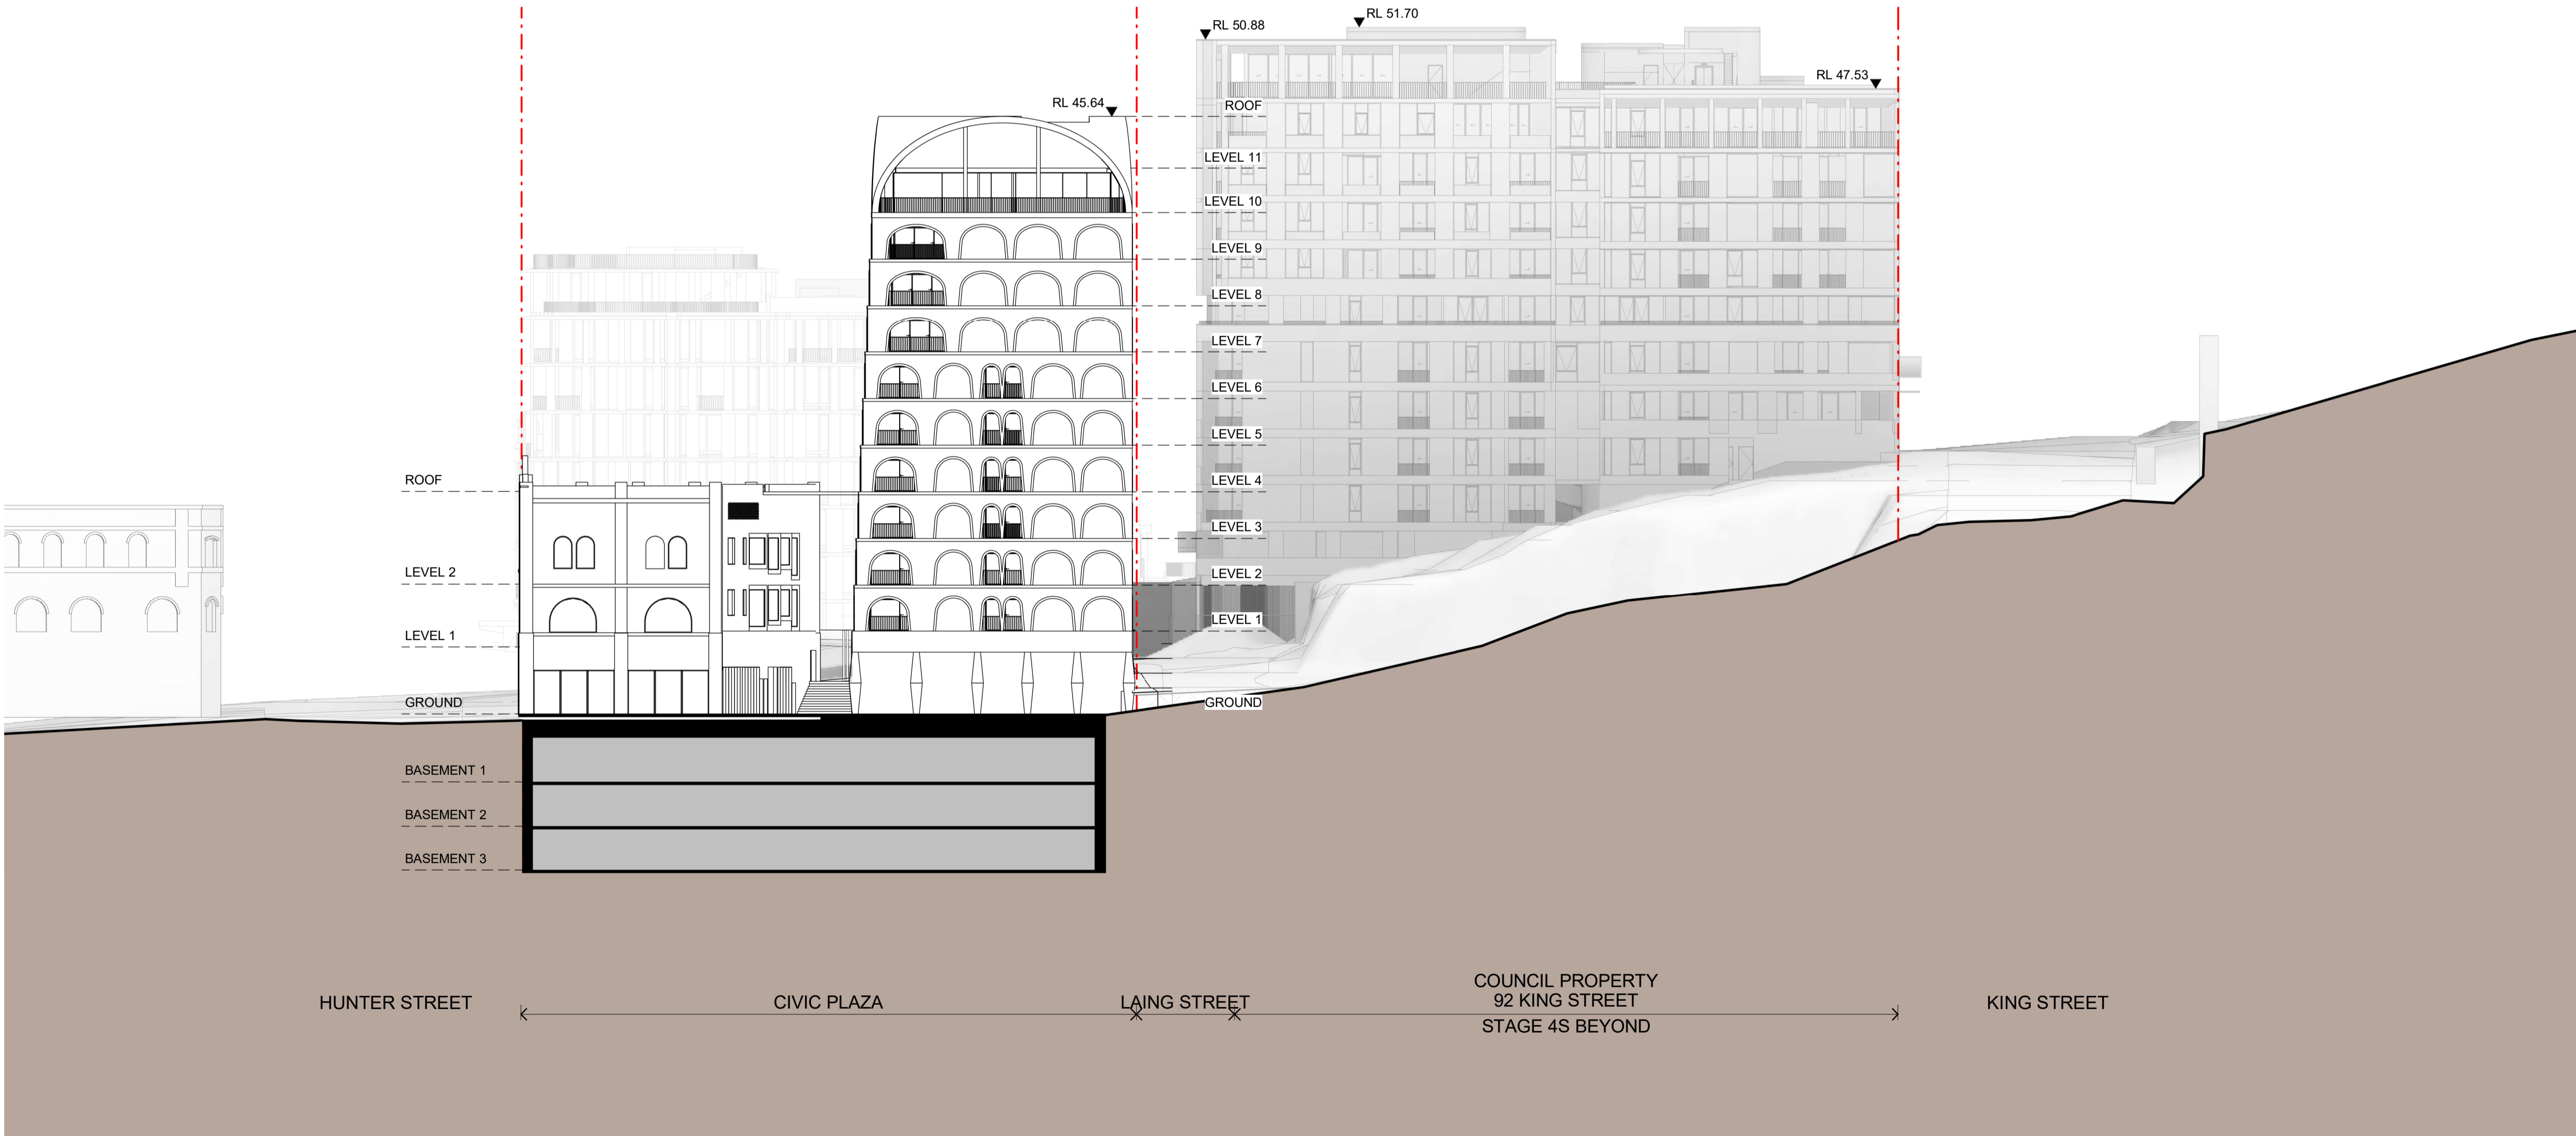 RL 51.70
RL 50.88
RL 47.53
RL 45.64
ROOF
LEVEL 11
LEVEL 10
LEVEL 9
LEVEL 8
LEVEL 7
LEVEL 6
LEVEL 5
LEVEL 4
LEVEL 3
LEVEL 2
LEVEL 1
GROUND
ROOF
LEVEL 2
LEVEL 1
GROUND
BASEMENT 1
BASEMENT 2
BASEMENT 3
HUNTER STREET
CIVIC PLAZA
LAING STREET
COUNCIL PROPERTY
92 KING STREET
STAGE 4S BEYOND
KING STREET